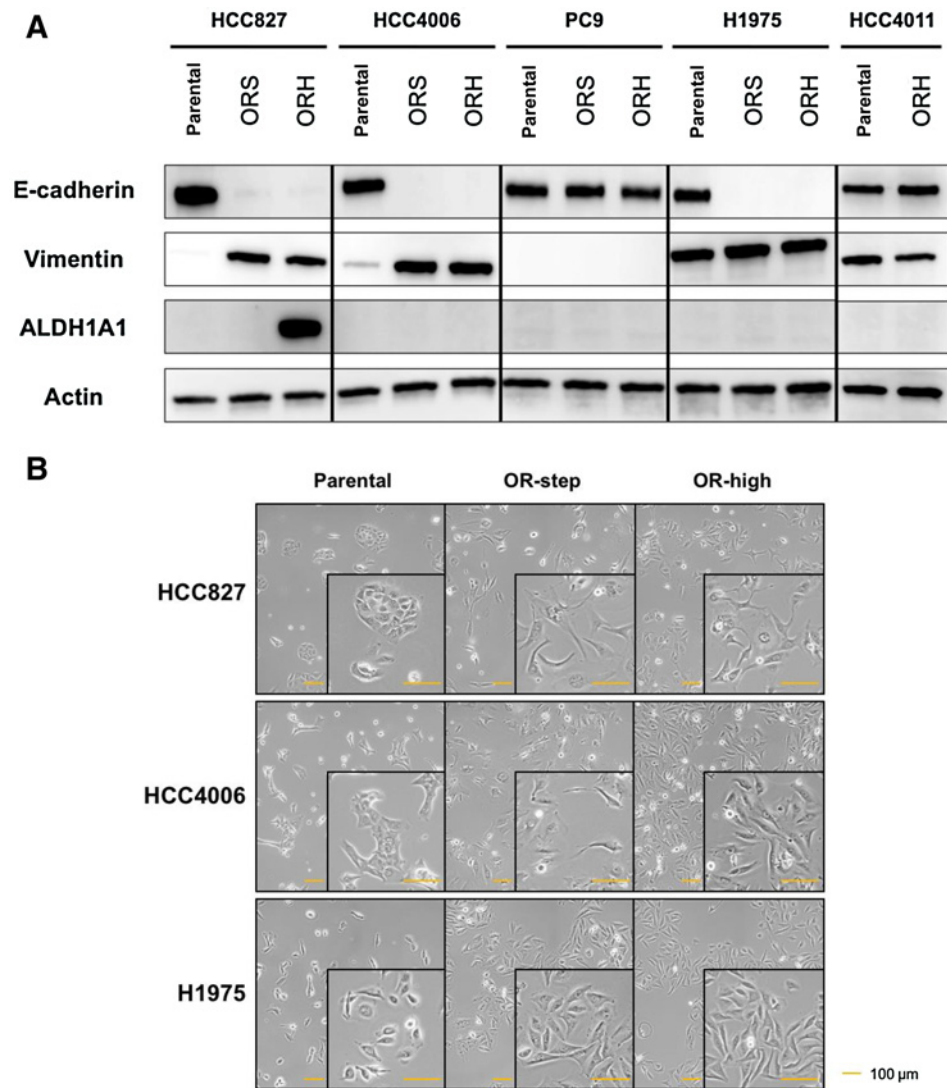 A
HCC827 HCC4006 PC9 H1975 HCC4011
Parental ORS ORH Parental ORS ORH Parental ORS ORH Parental ORS ORH Parental ORH
E-cadherin
Vimentin
ALDH1A1
Actin
B
Parental OR-step OR-high
HCC827
HCC4006
H1975
100 µm